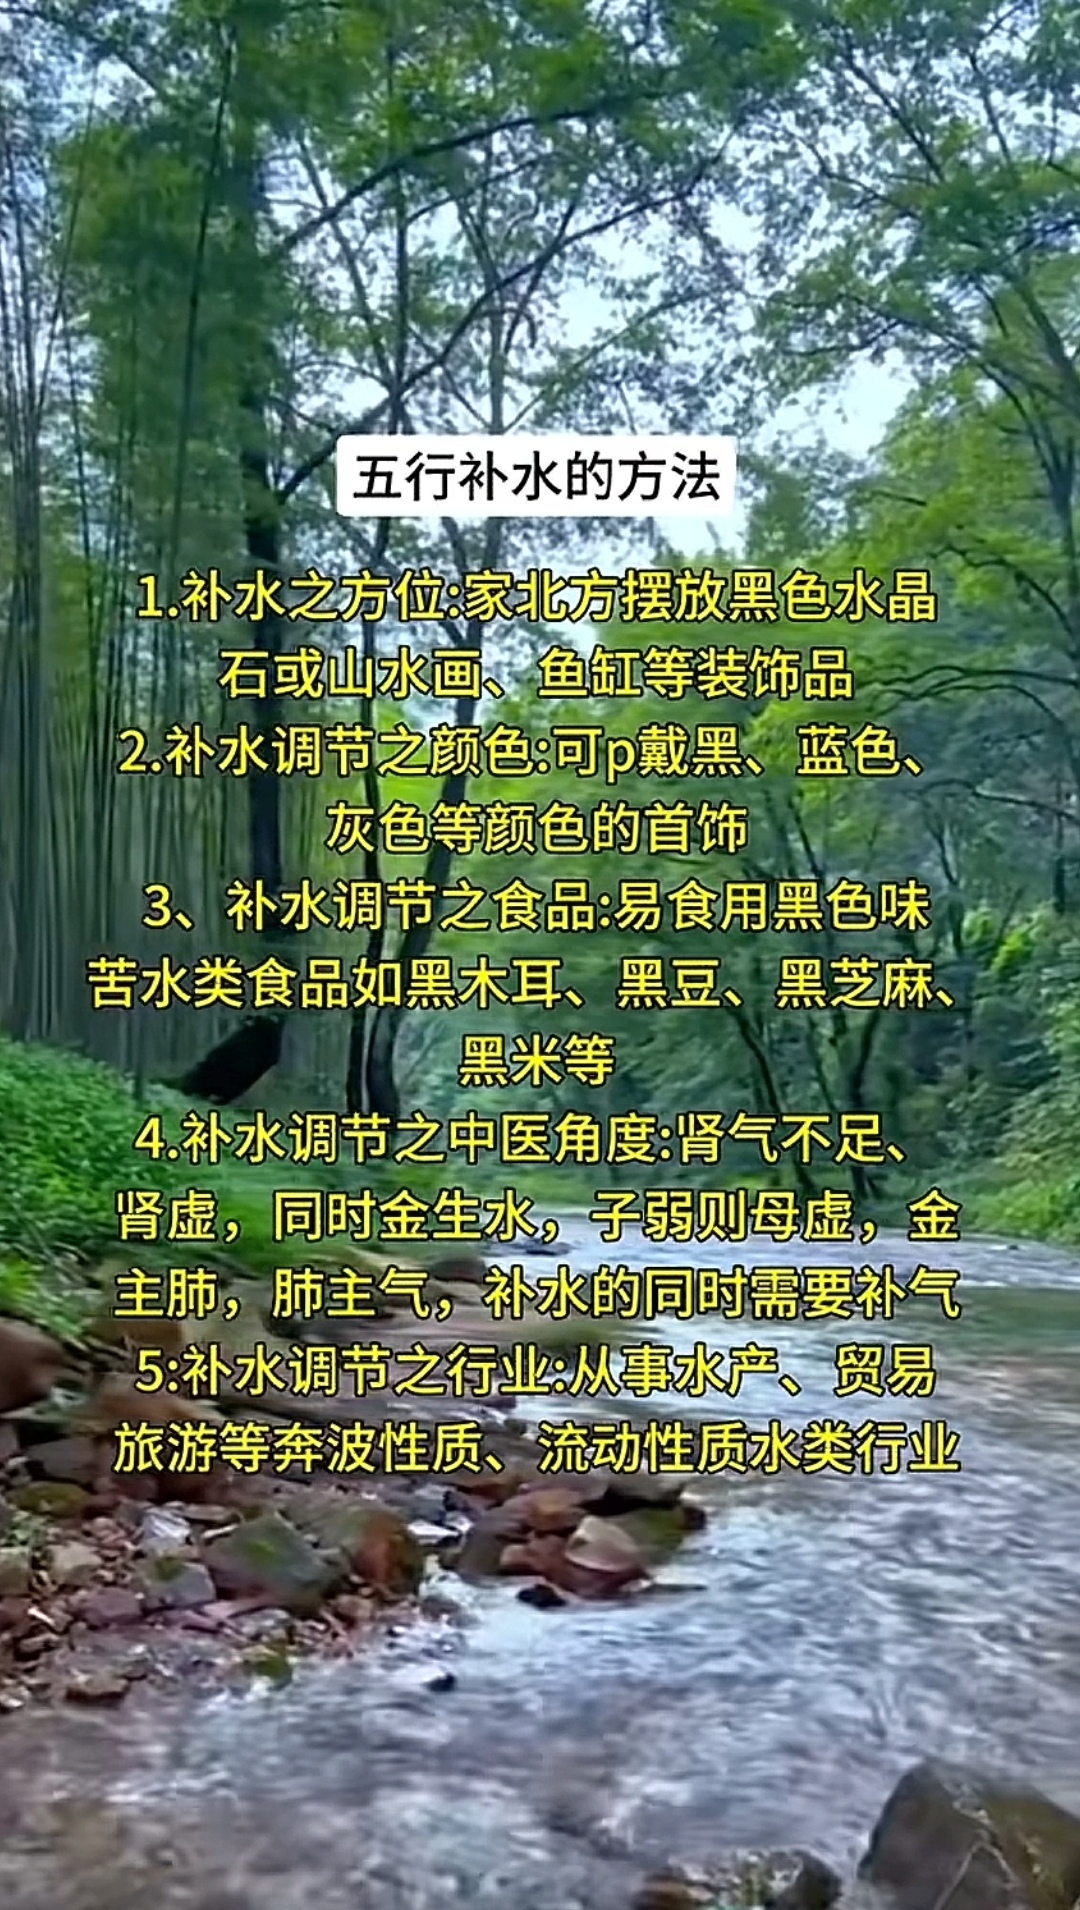 五行补水的方法
1.补水之方位:家北方摆放黑色水晶
石或山水画、鱼缸等装饰品
2.补水调节之颜色:可p戴黑、蓝色、
灰色等颜色的首饰
3、补水调节之食品:易食用黑色味
苦水类食品如黑木耳、黑豆、黑芝麻、
黑米等
4.补水调节之中医角度:肾气不足、
肾虚，同时金生水，子弱则母虚，金
主肺，肺主气，补水的同时需要补气
5:补水调节之行业:从事水产、贸易
旅游等奔波性质、流动性质水类行业